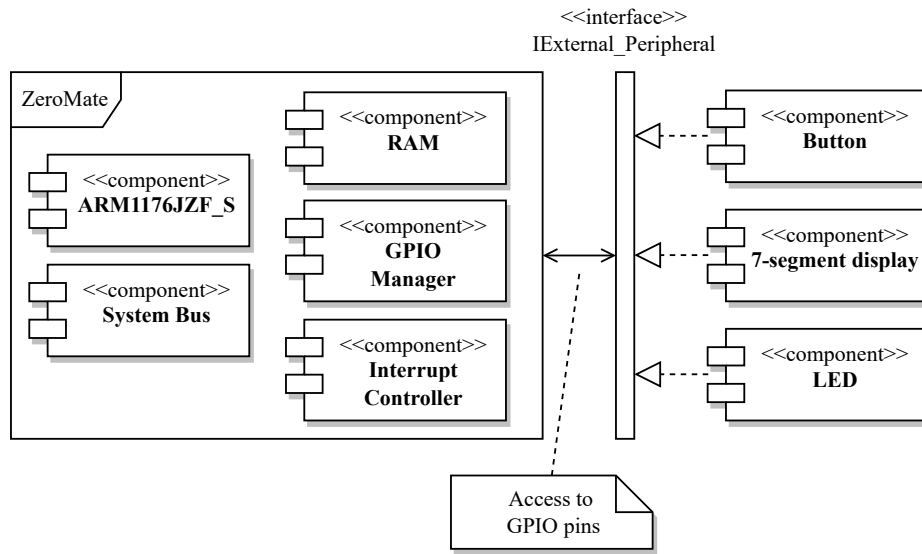 <<interface>>
IExternal_Peripheral
ZeroMate
<<component>>
ARM1176JZF_S
<<component>>
System Bus
<<component>>
RAM
<<component>>
GPIO
Manager
<<component>>
Interrupt
Controller
<<component>>
Button
<<component>>
7-segment display
<<component>>
LED
Access to
GPIO pins